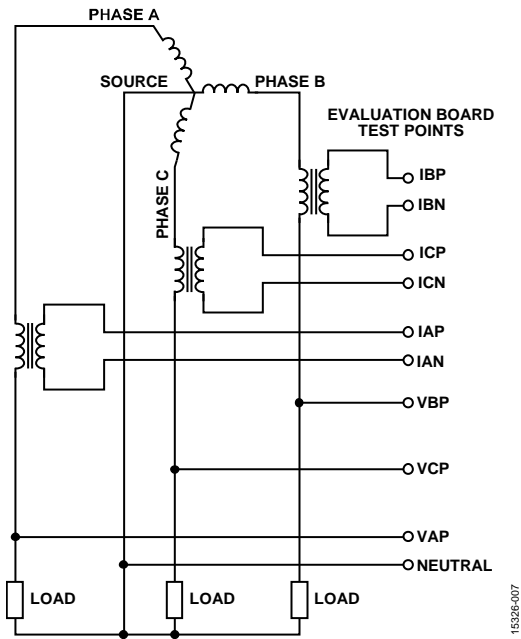 PHASE A
SOURCE
PHASE B
EVALUATION BOARD
TEST POINTS
IBP
IBN
PHASE C
ICP
ICN
IAP
IAN
VBP
VCP
VAP
NEUTRAL
LOAD
LOAD
LOAD
15326-007